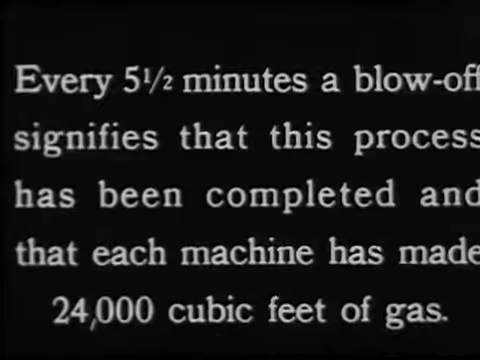 Every 5½ minutes a blow-off
signifies that this process
has been completed and
that each machine has made
24,000 cubic feet of gas.